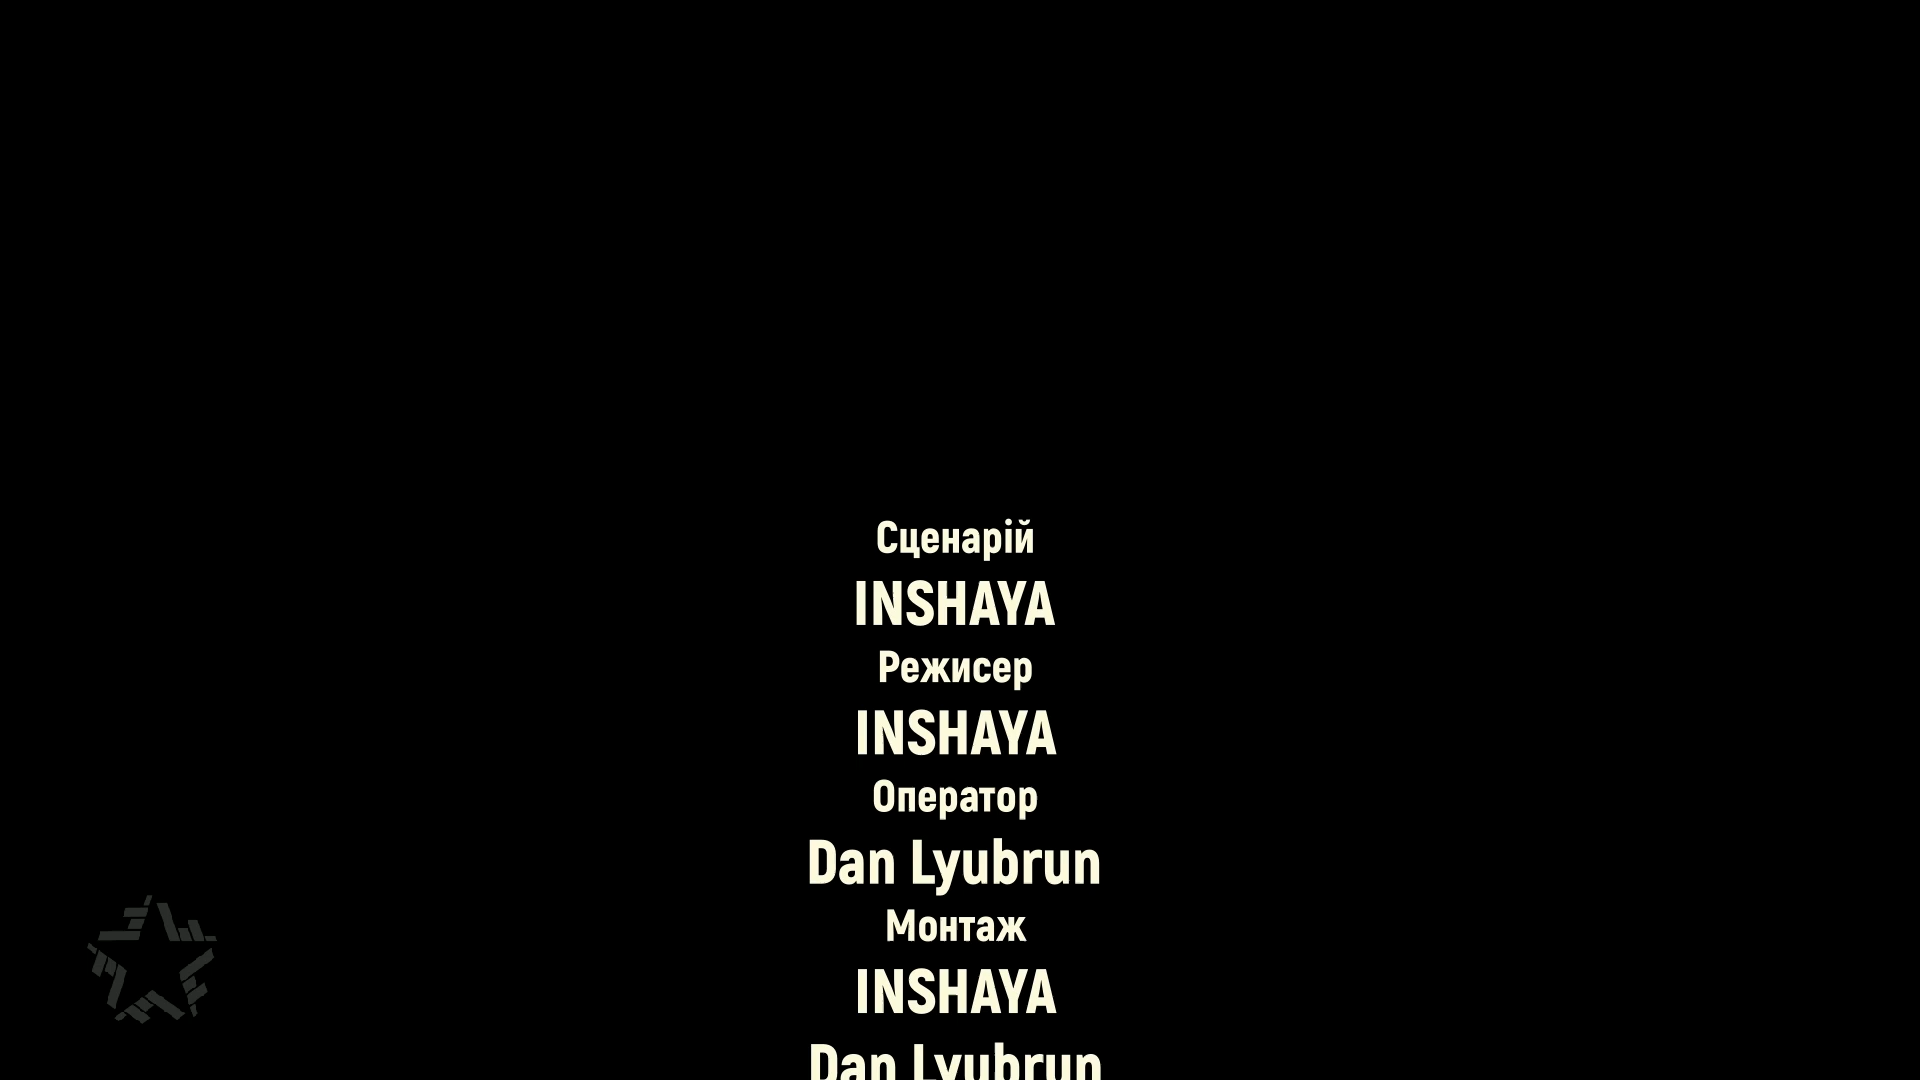 Сценарій
INSHAYA
Режисер
INSHAYA
Оператор
Dan Lyubrun
Монтаж
INSHAYA
Dan Lyubrun